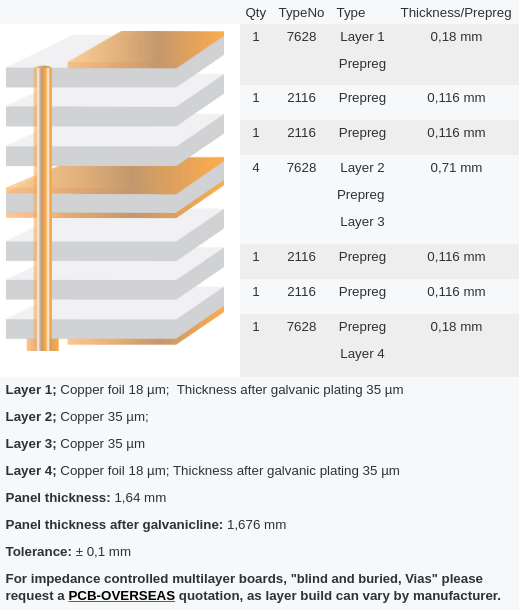 Qty TypeNo Type Thickness/Prepreg
1 7628 Layer 1 0,18 mm
Prepreg
1 2116 Prepreg 0,116 mm
1 2116 Prepreg 0,116 mm
4 7628 Layer 2 0,71 mm
Prepreg
Layer 3
1 2116 Prepreg 0,116 mm
1 2116 Prepreg 0,116 mm
1 7628 Prepreg 0,18 mm
Layer 4
Layer 1; Copper foil 18 µm;  Thickness after galvanic plating 35 µm
Layer 2; Copper 35 µm;
Layer 3; Copper 35 µm
Layer 4; Copper foil 18 µm; Thickness after galvanic plating 35 µm
Panel thickness: 1,64 mm
Panel thickness after galvanicline: 1,676 mm
Tolerance: ± 0,1 mm
For impedance controlled multilayer boards, "blind and buried, Vias" please
request a PCB-OVERSEAS quotation, as layer build can vary by manufacturer.